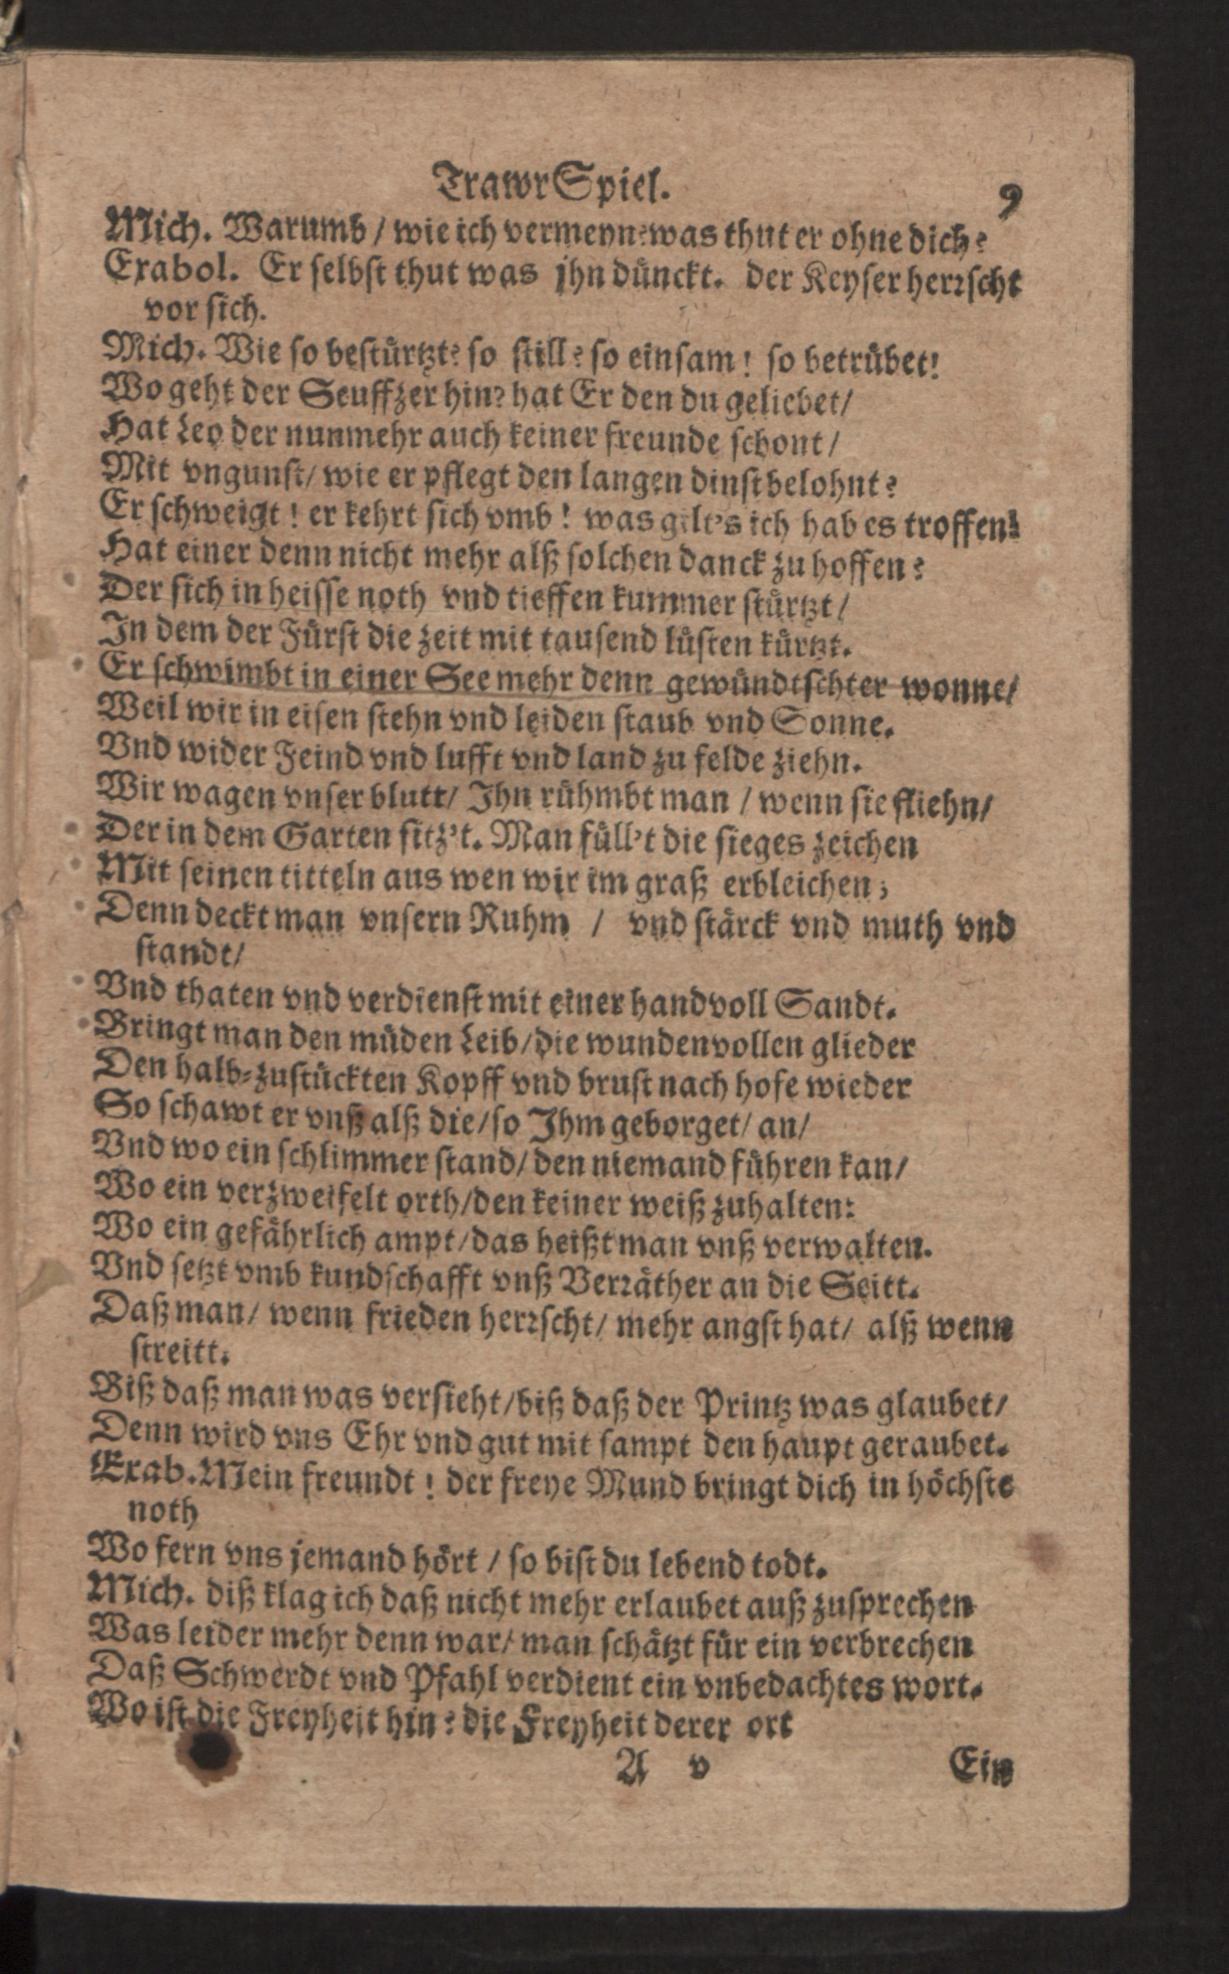 TrawrSpiel. 9
Mich. Warumb / wie ich vermeyn? was thut er ohne dich?
Exabol. Er selbst thut was jhn dünckt. der Keyser herrscht
vor sich.
Mich. Wie so bestürtzt? so still? so einsam! so betrübet!
Wo geht der Seuffzer hin? hat Er den du geliebet/
Hat Leo der nunmehr auch keiner freunde schont /
Mit vngunst/ wie er pflegt den langen dinst belohnt?
Er schweigt! er kehrt sich vmb! was gilt's ich hab es troffen?
Hat einer denn nicht mehr alß solchen danck zu hoffen?
Der sich in heisse noth vnd tieffen kummer stürtzt /
In dem der Fürst die zeit mit tausend lüsten kürtzt.
Er schwimbt in einer See mehr denn gewündtschter wonne/
Weil wir in eisen stehn vnd leiden staub vnd Sonne.
Vnd wider Feind vnd lufft vnd land zu felde ziehn.
Wir wagen vnser blutt/ Ihn rühmbt man / wenn sie fliehn/
Der in dem Garten sitz't. Man füll't die sieges zeichen
Mit seinen titteln aus wen wir im graß erbleichen;
Denn deckt man vnsern Ruhm / vnd stärck vnd muth vnd
standt/
Vnd thaten vnd verdienst mit einer handvoll Sandt.
Bringt man den müden Leib/die wundenvollen glieder
Den halb-zustückten Kopff vnd brust nach hofe wieder
So schawt er vnß alß die/so Ihm geborget/ an/
Vnd wo ein schlimmer stand/ den niemand führen kan/
Wo ein verzweifelt orth/den keiner weiß zuhalten:
Wo ein gefährlich ampt/das heißt man vnß verwalten.
Vnd setzt vmb kundschafft vnß Verräther an die Seitt.
Daß man/ wenn frieden herrscht/ mehr angst hat/ alß wenn
streitt.
Biß daß man was versieht/biß daß der Printz was glaubet/
Denn wird vns Ehr vnd gut mit sampt den haupt geraubet.
Exab. Mein freundt! der freye Mund bringt dich in höchste
noth
Wo fern vns jemand hört / so bist du lebend todt.
Mich. diß klag ich daß nicht mehr erlaubet auß zusprechen
Was leider mehr denn war/ man schätzt für ein verbrechen
Daß Schwerdt vnd Pfahl verdient ein vnbedachtes wort.
Wo ist die Freyheit hin? die Freyheit derer ort
A v Ein